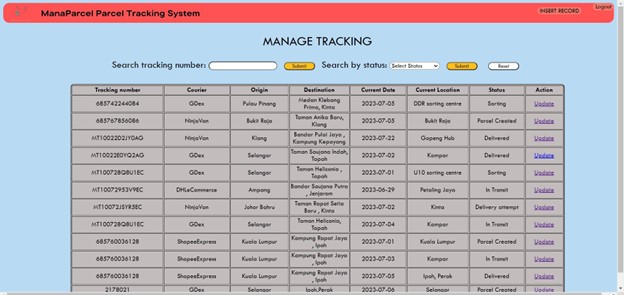 ManaParcel Parcel Tracking System
INSERT RECORD
Logout
MANAGE TRACKING
Search tracking number: Submit Search by status: Select Status Submit Reset
Tracking number Courier Origin Destination Current Date Current Location Status Action
685742244084 GDex Pulau Pinang Medan Klebang Prima, Kinta 2023-07-05 DDR sorting centre Sorting Update
685767856086 NinjaVan Bukit Raja Taman Anika Baru, Klang 2023-07-05 Bukit Raja Parcel Created Update
MT10022D2JY0AG NinjaVan Klang Bandar Pulai Jaya , Kampung Kepayang 2023-07-22 Gopeng Hub Delivered Update
MT10022E0YQ2AG GDex Selangor Taman Saujana Indah, Tapah 2023-07-02 Kampar Delivered Update
MT100728Q8U1EC GDex Selangor Taman Heliconia , Tapah 2023-07-01 U10 sorting centre Sorting Update
MT10072953V9EC DHLeCommerce Ampang Bandar Saujana Putra , Jenjarom 2023-06-29 Petaling Jaya In Transit Update
MT10072JSYR5EC NinjaVan Johor Bahru Taman Rapat Setia Baru , Kinta 2023-07-02 Kinta Delivery attempt Update
MT100728Q8U1EC GDex Selangor Taman Heliconia, Tapah 2023-07-04 Kampar In Transit Update
685760036128 ShopeeExpress Kuala Lumpur Kampung Rapat Jaya , Ipoh 2023-07-01 Kuala Lumpur Parcel Created Update
685760036128 ShopeeExpress Kuala Lumpur Kampung Rapat Jaya , Ipoh 2023-07-03 Kampar In Transit Update
685760036128 ShopeeExpress Kuala Lumpur Kampung Rapat Jaya , Ipoh 2023-07-05 Ipoh, Perak Delivered Update
2178021 GDex Selangor Ipoh,Perak 2023-07-06 Selangor Parcel Created Update